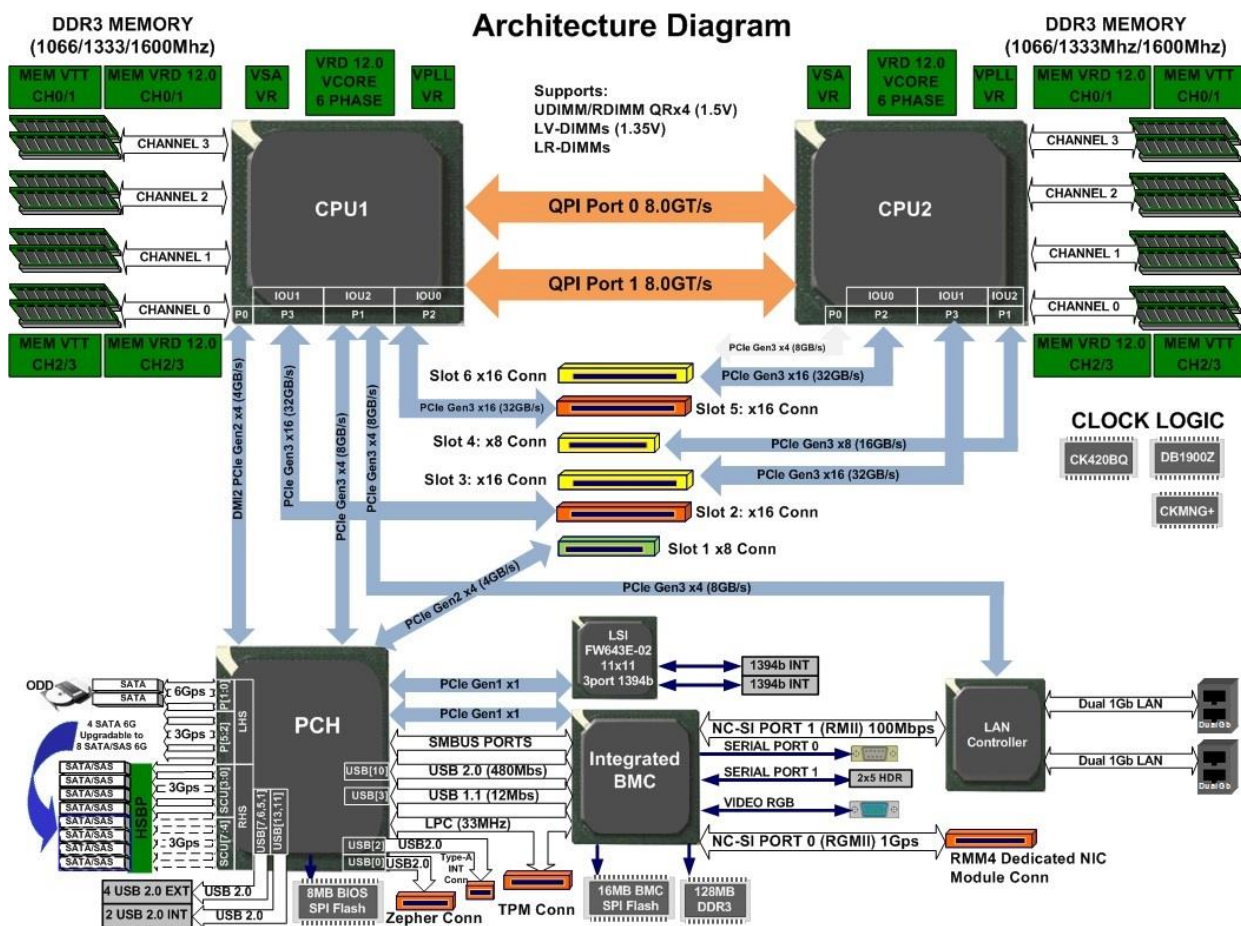 Architecture Diagram
DDR3 MEMORY
(1066/1333/1600Mhz)
DDR3 MEMORY
(1066/1333Mhz/1600Mhz)
MEM VTT
CH0/1
MEM VRD 12.0
CH0/1
VSA
VR
VRD 12.0
VCORE
6 PHASE
VPLL
VR
Supports:
UDIMM/RDIMM QRx4 (1.5V)
LV-DIMMs (1.35V)
LR-DIMMs
VSA
VR
VRD 12.0
VCORE
6 PHASE
VPLL
VR
MEM VRD 12.0
CH0/1
MEM VTT
CH0/1
CHANNEL 3
CHANNEL 2
CHANNEL 1
CHANNEL 0
CPU1
IOU1
IOU2
IOU0
P0
P3
P1
P2
QPI Port 0 8.0GT/s
QPI Port 1 8.0GT/s
CPU2
IOU0
IOU1
IOU2
P0
P2
P3
P1
CHANNEL 3
CHANNEL 2
CHANNEL 1
CHANNEL 0
MEM VTT
CH2/3
MEM VRD 12.0
CH2/3
MEM VRD 12.0
CH2/3
MEM VTT
CH2/3
DMI2 PCIe Gen2 x4 (4GB/s)
PCIe Gen3 x16 (32GB/s)
PCIe Gen3 x4 (8GB/s)
PCIe Gen3 x4 (8GB/s)
PCIe Gen3 x16 (32GB/s)
PCIe Gen3 x4 (8GB/s)
PCIe Gen3 x16 (32GB/s)
PCIe Gen3 x8 (16GB/s)
PCIe Gen3 x16 (32GB/s)
Slot 6 x16 Conn
Slot 5: x16 Conn
Slot 4: x8 Conn
Slot 3: x16 Conn
Slot 2: x16 Conn
Slot 1 x8 Conn
PCIe Gen2 x4 (4GB/s)
PCIe Gen3 x4 (8GB/s)
CLOCK LOGIC
CK420BQ
DB1900Z
CKMNG+
LSI
FW643E-02
11x11
3port 1394b
1394b INT
1394b INT
ODD
SATA
SATA
6Gps
3Gps
P[1:0]
P[5:2]
LHS
4 SATA 6G
Upgradable to
8 SATA/SAS 6G
SATA/SAS
SATA/SAS
SATA/SAS
SATA/SAS
SATA/SAS
SATA/SAS
SATA/SAS
SATA/SAS
HSBP
3Gps
3Gps
SCU[3:0]
SCU[7:4]
RHS
USB[7,6,5,1]
USB[13,11]
PCH
USB[10]
USB[3]
USB[2]
USB[0]
PCIe Gen1 x1
PCIe Gen1 x1
SMBUS PORTS
USB 2.0 (480Mbs)
USB 1.1 (12Mbs)
LPC (33MHz)
USB2.0
USB2.0
Type-A
INT
Conn
Integrated
BMC
NC-SI PORT 1 (RMII) 100Mbps
SERIAL PORT 0
SERIAL PORT 1
2x5 HDR
VIDEO RGB
NC-SI PORT 0 (RGMII) 1Gps
LAN
Controller
Dual 1Gb LAN
Dual 1Gb LAN
Dual Gb
Dual Gb
RMM4 Dedicated NIC
Module Conn
4 USB 2.0 EXT
USB 2.0
2 USB 2.0 INT
USB 2.0
8MB BIOS
SPI Flash
Zepher Conn
TPM Conn
16MB BMC
SPI Flash
128MB
DDR3